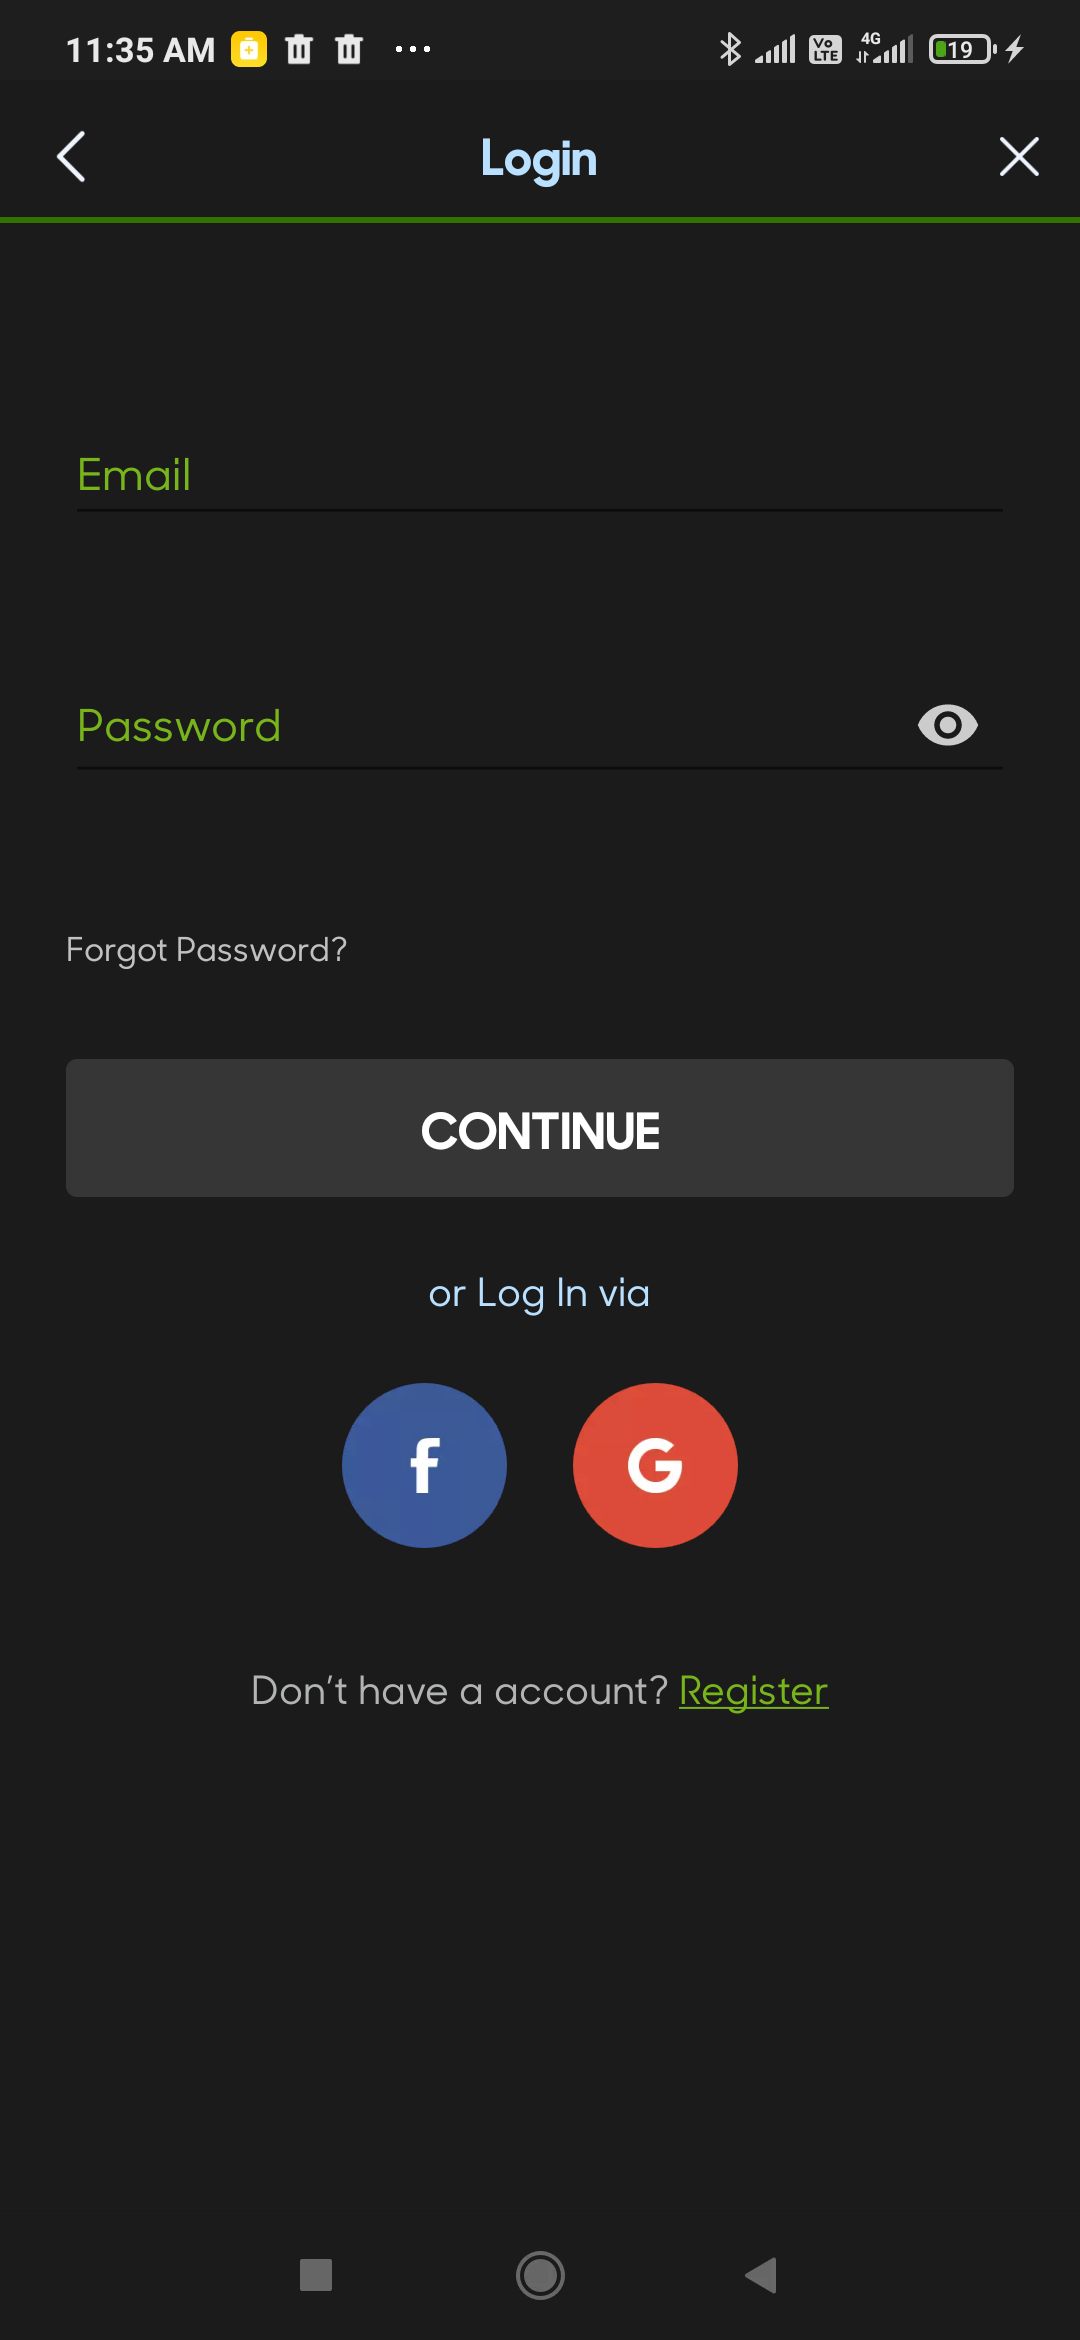 11:35 AM Vo LTE 4G 19
Login
Email
Password
Forgot Password?
CONTINUE
or Log In via
f G
Don't have a account? Register